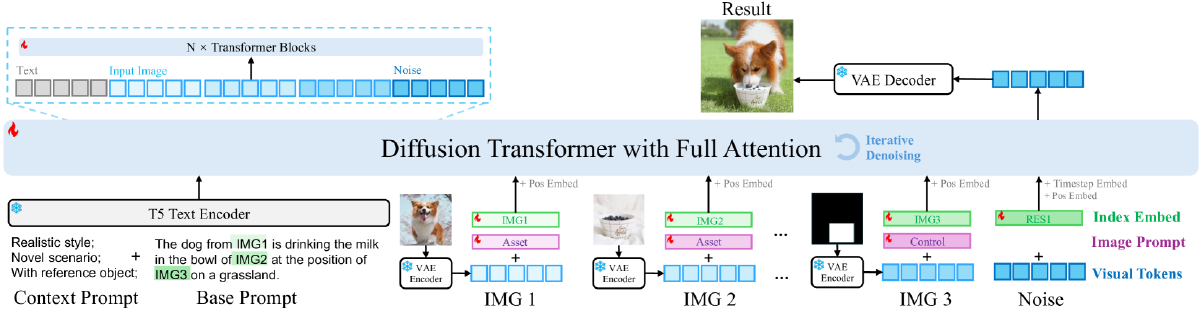 Result
N × Transformer Blocks
Text
Input Image
Noise
VAE Decoder
Diffusion Transformer with Full Attention
Iterative
Denoising
+ Pos Embed
+ Pos Embed
+ Pos Embed
+ Timestep Embed
+ Pos Embed
T5 Text Encoder
IMG1
IMG2
IMG3
RES1
Index Embed
Asset
Asset
...
Control
Image Prompt
Realistic style;
Novel scenario;
With reference object;
+
The dog from IMG1 is drinking the milk
in the bowl of IMG2 at the position of
IMG3 on a grassland.
+
+
+
+
VAE
Encoder
VAE
Encoder
...
VAE
Encoder
Visual Tokens
Context Prompt
Base Prompt
IMG 1
IMG 2
IMG 3
Noise